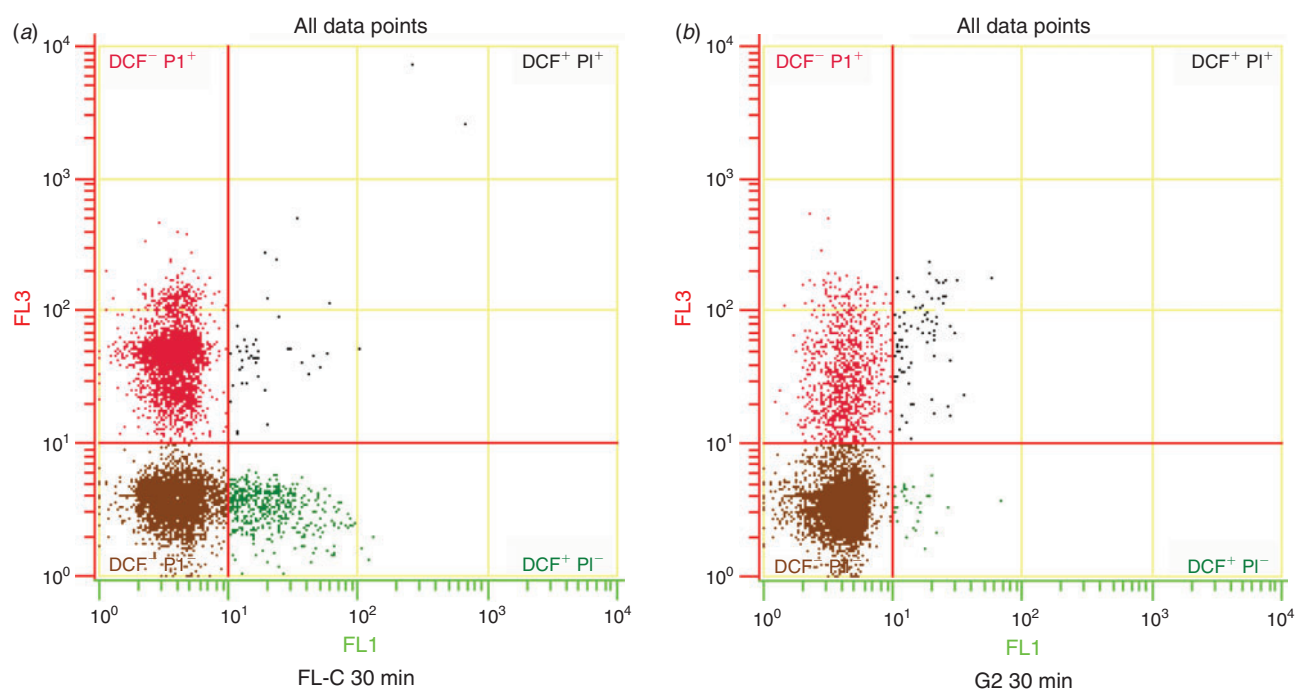 (a) All data points
DCF⁻ P1⁺
DCF⁺ PI⁺
10⁴
10³
10²
10¹
10⁰
FL3
DCF⁻ P1⁻
DCF⁺ PI⁻
10⁰ 10¹ 10² 10³ 10⁴
FL1
FL-C 30 min
(b) All data points
DCF⁻ P1⁺
DCF⁺ PI⁺
10⁴
10³
10²
10¹
10⁰
FL3
DCF⁻ P1⁻
DCF⁺ PI⁻
10⁰ 10¹ 10² 10³ 10⁴
FL1
G2 30 min